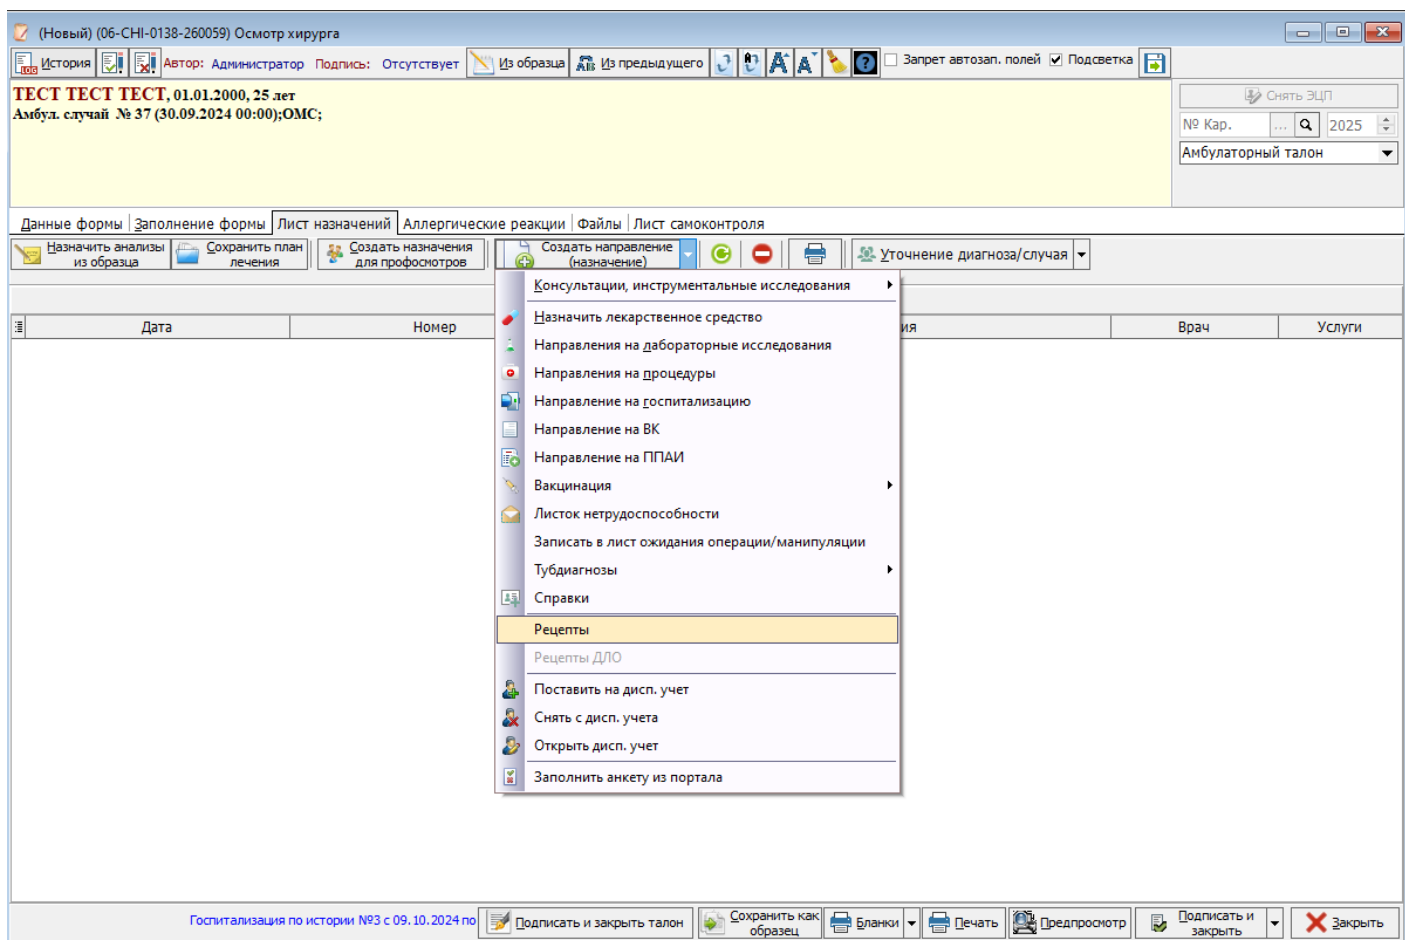 (Новый) (06-CHI-0138-260059) Осмотр хирурга
LOG История Автор: Администратор Подпись: Отсутствует Из образца Из предыдущего Запрет автозап. полей Подсветка
ТЕСТ ТЕСТ ТЕСТ, 01.01.2000, 25 лет
Амбул. случай № 37 (30.09.2024 00:00);ОМС;
Снять ЭЦП
№ Кар. ... 2025
Амбулаторный талон
Данные формы Заполнение формы Лист назначений Аллергические реакции Файлы Лист самоконтроля
Назначить анализы из образца
Сохранить план лечения
Создать назначения для профосмотров
Создать направление (назначение)
Уточнение диагноза/случая
Консультации, инструментальные исследования
Дата Номер ия Врач Услуги
Назначить лекарственное средство
Направления на лабораторные исследования
Направления на процедуры
Направление на госпитализацию
Направление на ВК
Направление на ППАИ
Вакцинация
Листок нетрудоспособности
Записать в лист ожидания операции/манипуляции
Тубдиагнозы
Справки
Рецепты
Рецепты ДЛО
Поставить на дисп. учет
Снять с дисп. учета
Открыть дисп. учет
Заполнить анкету из портала
Госпитализация по истории №3 с 09.10.2024 по
Подписать и закрыть талон
Сохранить как образец
Бланки
Печать
Предпросмотр
Подписать и закрыть
Закрыть